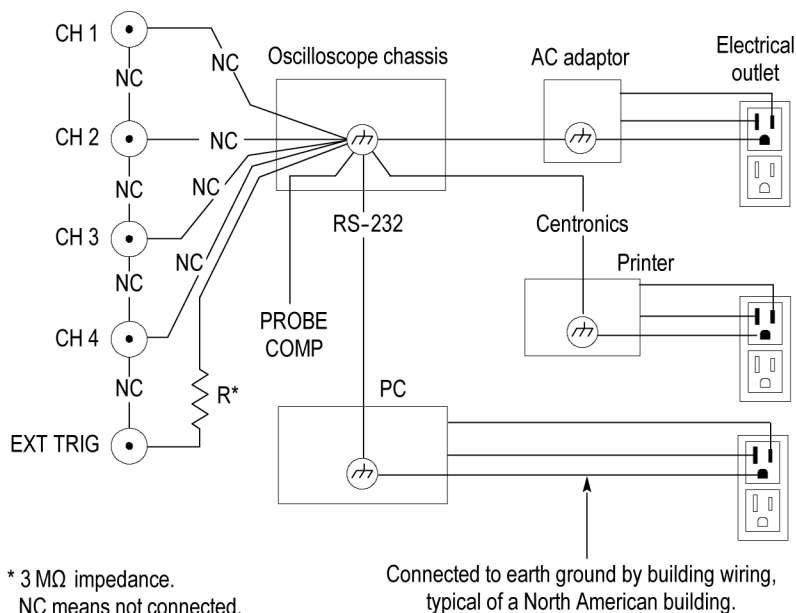 CH 1
NC
CH 2
NC
CH 3
NC
CH 4
NC
EXT TRIG
NC
NC
NC
NC
R*
Oscilloscope chassis
AC adaptor
Electrical
outlet
RS-232
Centronics
Printer
PROBE
COMP
PC
* 3 MΩ impedance.
NC means not connected.
Connected to earth ground by building wiring,
typical of a North American building.